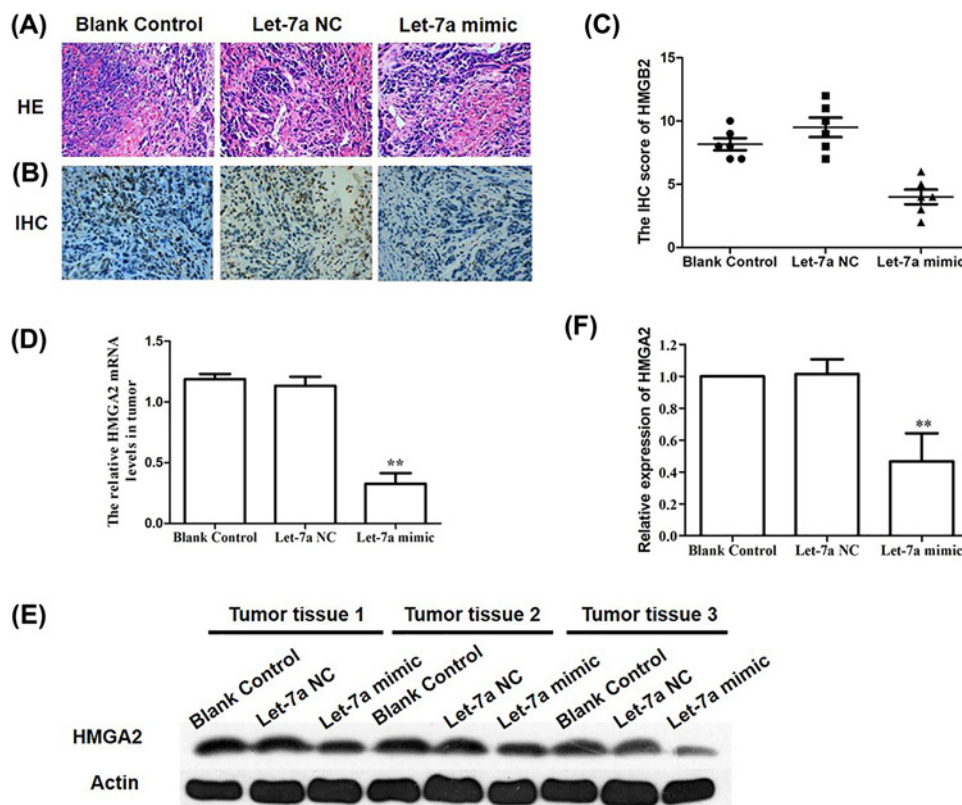 (A)
Blank Control Let-7a NC Let-7a mimic
HE
(B)
IHC
(C)
The IHC score of HMGB2
15
10
5
0
Blank Control Let-7a NC Let-7a mimic
(D)
The relative HMGA2 mRNA
levels in tumor
1.5
1.0
0.5
0.0
**
Blank Control Let-7a NC Let-7a mimic
(F)
Relative expression of HMGA2
1.2
1.0
0.8
0.6
0.4
0.2
0.0
**
Blank Control Let-7a NC Let-7a mimic
(E)
Tumor tissue 1 Tumor tissue 2 Tumor tissue 3
Blank Control Let-7a NC Let-7a mimic Blank Control Let-7a NC Let-7a mimic Blank Control Let-7a NC Let-7a mimic
HMGA2
Actin